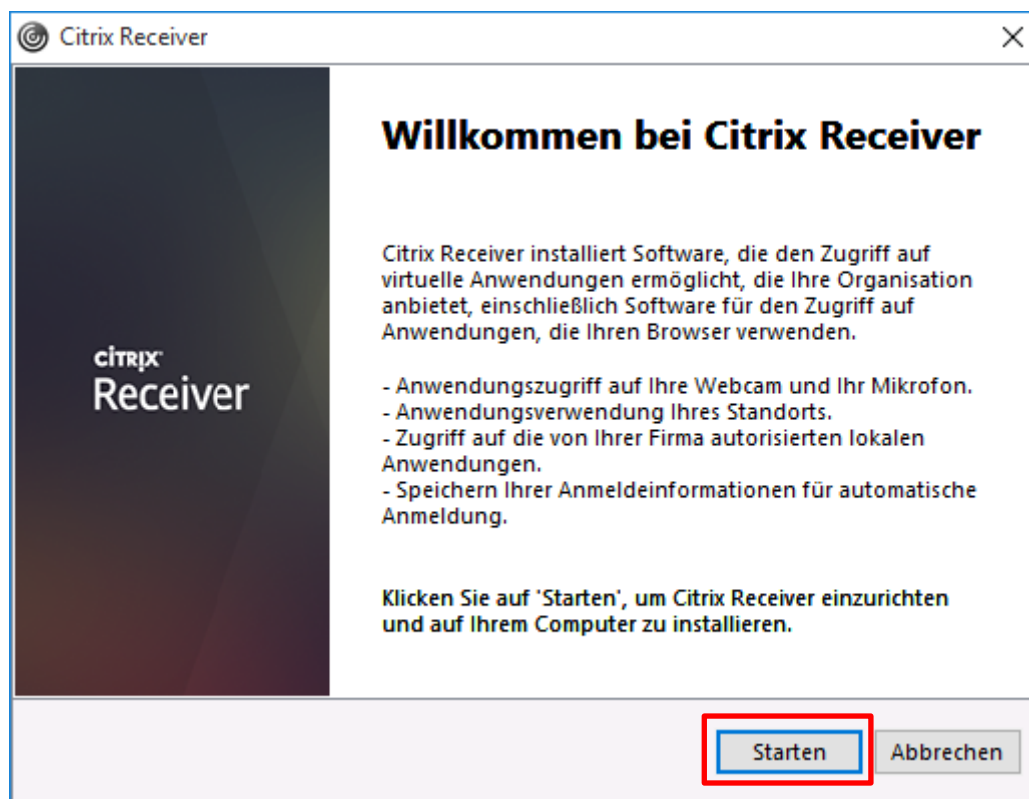 Citrix Receiver
Willkommen bei Citrix Receiver
Citrix Receiver installiert Software, die den Zugriff auf
virtuelle Anwendungen ermöglicht, die Ihre Organisation
anbietet, einschließlich Software für den Zugriff auf
Anwendungen, die Ihren Browser verwenden.
- Anwendungszugriff auf Ihre Webcam und Ihr Mikrofon.
- Anwendungsverwendung Ihres Standorts.
- Zugriff auf die von Ihrer Firma autorisierten lokalen
Anwendungen.
- Speichern Ihrer Anmeldeinformationen für automatische
Anmeldung.
Klicken Sie auf 'Starten', um Citrix Receiver einzurichten
und auf Ihrem Computer zu installieren.
CİTRIX
Receiver
Starten
Abbrechen